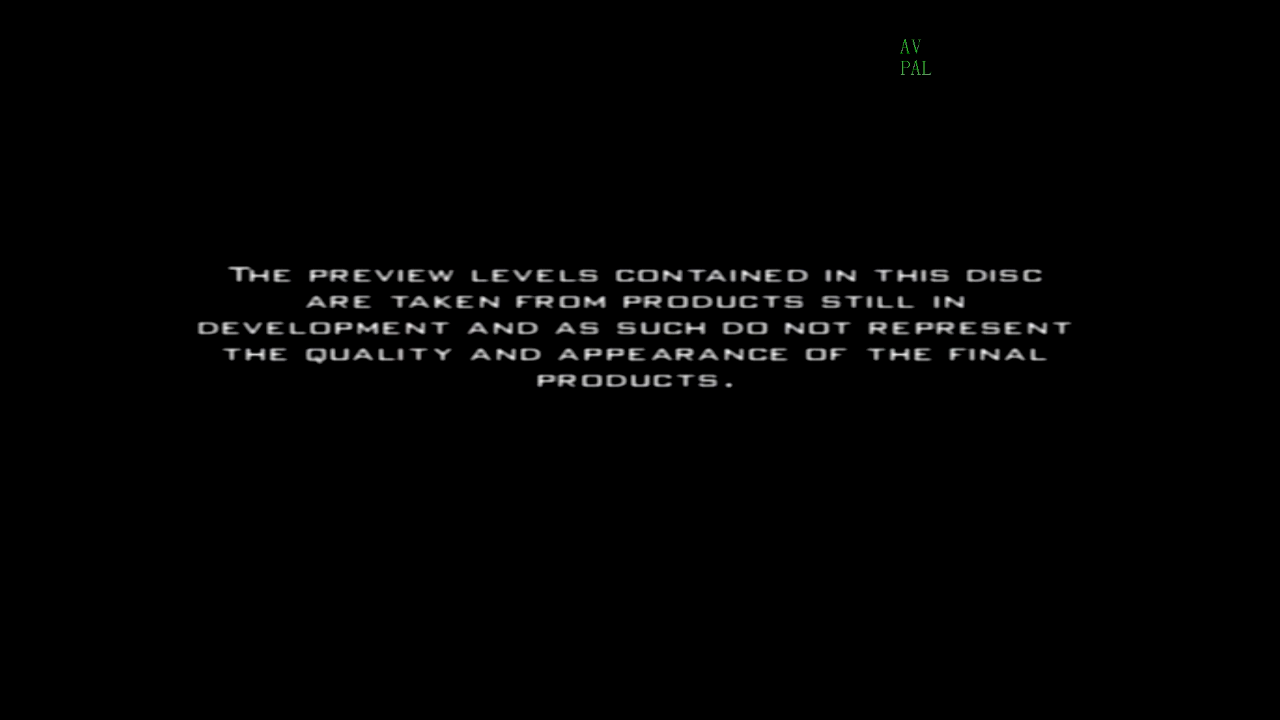 AV
PAL
THE PREVIEW LEVELS CONTAINED IN THIS DISC
ARE TAKEN FROM PRODUCTS STILL IN
DEVELOPMENT AND AS SUCH DO NOT REPRESENT
THE QUALITY AND APPEARANCE OF THE FINAL
PRODUCTS.